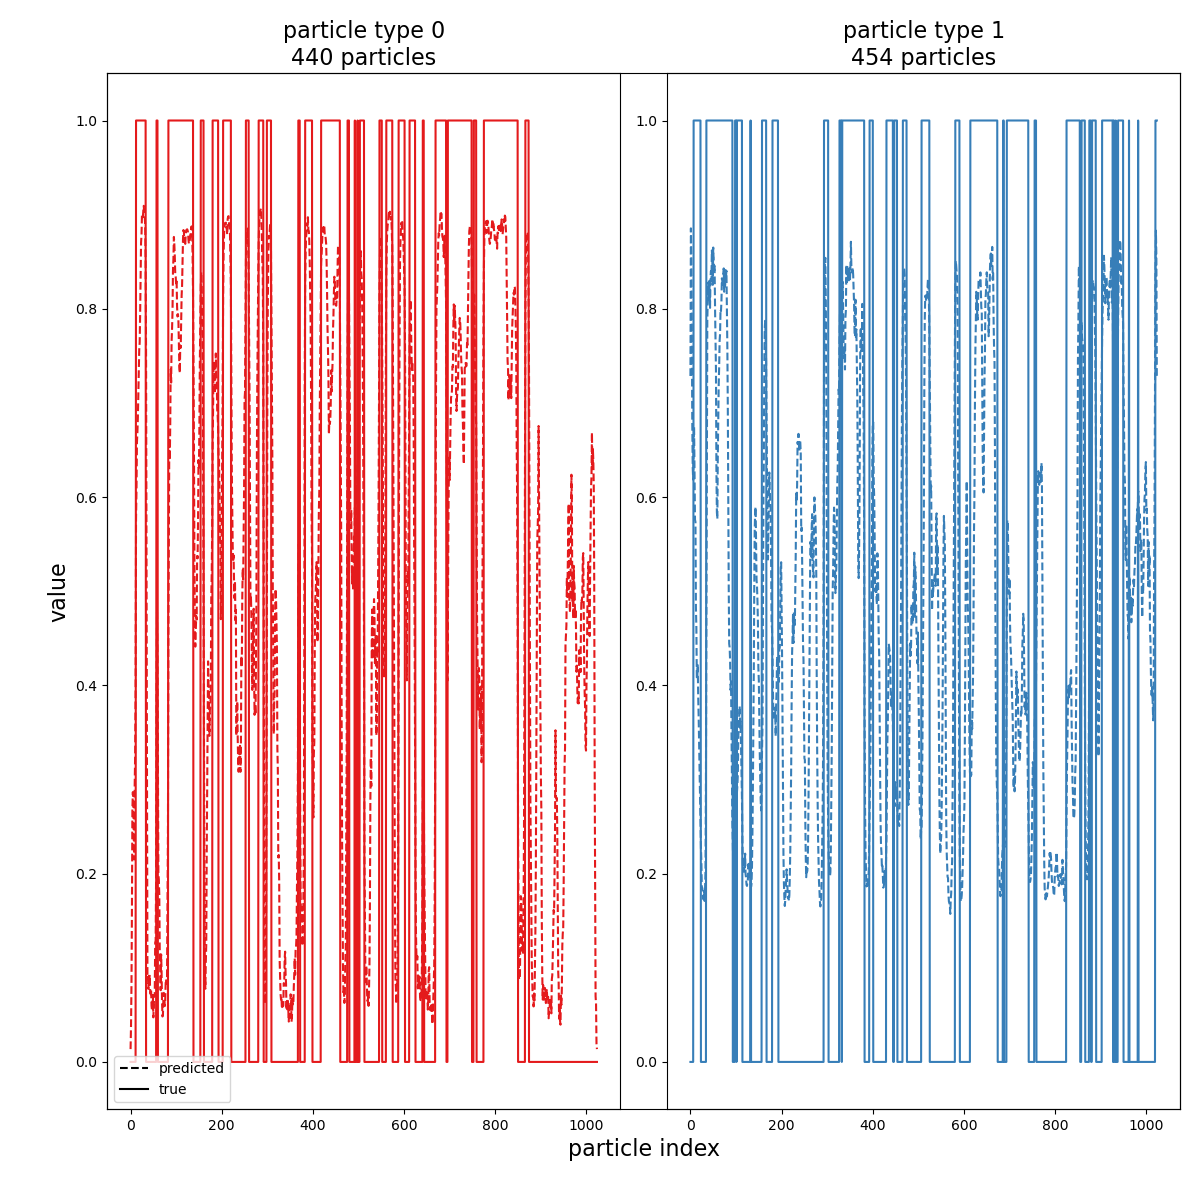 particle type 0
440 particles
particle type 1
454 particles
value
1.0
0.8
0.6
0.4
0.2
0.0
1.0
0.8
0.6
0.4
0.2
0.0
predicted
true
0 200 400 600 800 1000
0 200 400 600 800 1000
particle index